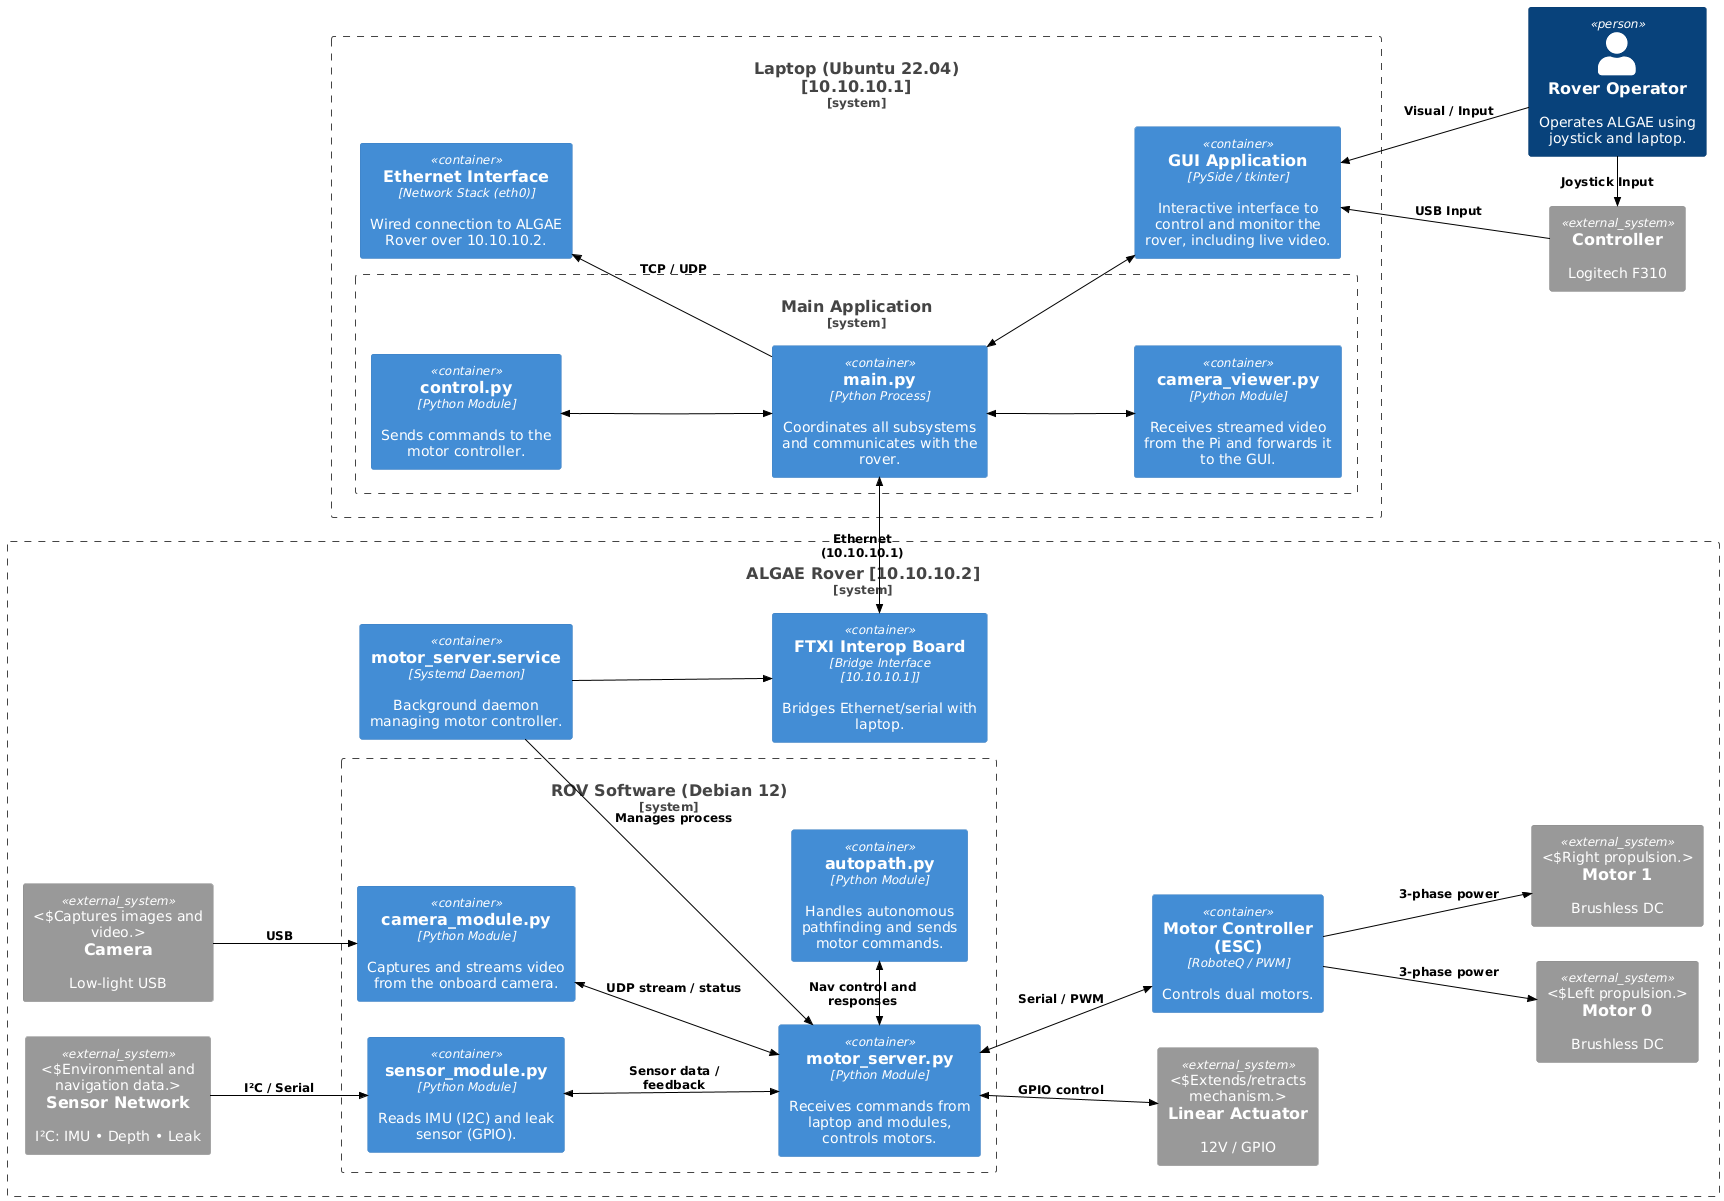 «person»
Rover Operator
Operates ALGAE using
joystick and laptop.
Laptop (Ubuntu 22.04)
[10.10.10.1]
[system]
Visual / Input
Joystick Input
«container»
Ethernet Interface
[Network Stack (eth0)]
Wired connection to ALGAE
Rover over 10.10.10.2.
«container»
GUI Application
[PySide / tkinter]
Interactive interface to
control and monitor the
rover, including live video.
USB Input
«external_system»
Controller
Logitech F310
TCP / UDP
Main Application
[system]
«container»
control.py
[Python Module]
Sends commands to the
motor controller.
«container»
main.py
[Python Process]
Coordinates all subsystems
and communicates with the
rover.
«container»
camera_viewer.py
[Python Module]
Receives streamed video
from the Pi and forwards it
to the GUI.
Ethernet
(10.10.10.1)
ALGAE Rover [10.10.10.2]
[system]
«container»
motor_server.service
[Systemd Daemon]
Background daemon
managing motor controller.
«container»
FTXI Interop Board
[Bridge Interface
[10.10.10.1]]
Bridges Ethernet/serial with
laptop.
ROV Software (Debian 12)
[system]
Manages process
«container»
autopath.py
[Python Module]
Handles autonomous
pathfinding and sends
motor commands.
«external_system»
<$Captures images and
video.>
Camera
Low-light USB
USB
«container»
camera_module.py
[Python Module]
Captures and streams video
from the onboard camera.
UDP stream / status
Nav control and
responses
Serial / PWM
«container»
Motor Controller
(ESC)
[RoboteQ / PWM]
Controls dual motors.
3-phase power
«external_system»
<$Right propulsion.>
Motor 1
Brushless DC
3-phase power
«external_system»
<$Left propulsion.>
Motor 0
Brushless DC
«external_system»
<$Environmental and
navigation data.>
Sensor Network
I²C: IMU • Depth • Leak
I²C / Serial
«container»
sensor_module.py
[Python Module]
Reads IMU (I2C) and leak
sensor (GPIO).
Sensor data /
feedback
«container»
motor_server.py
[Python Module]
Receives commands from
laptop and modules,
controls motors.
GPIO control
«external_system»
<$Extends/retracts
mechanism.>
Linear Actuator
12V / GPIO